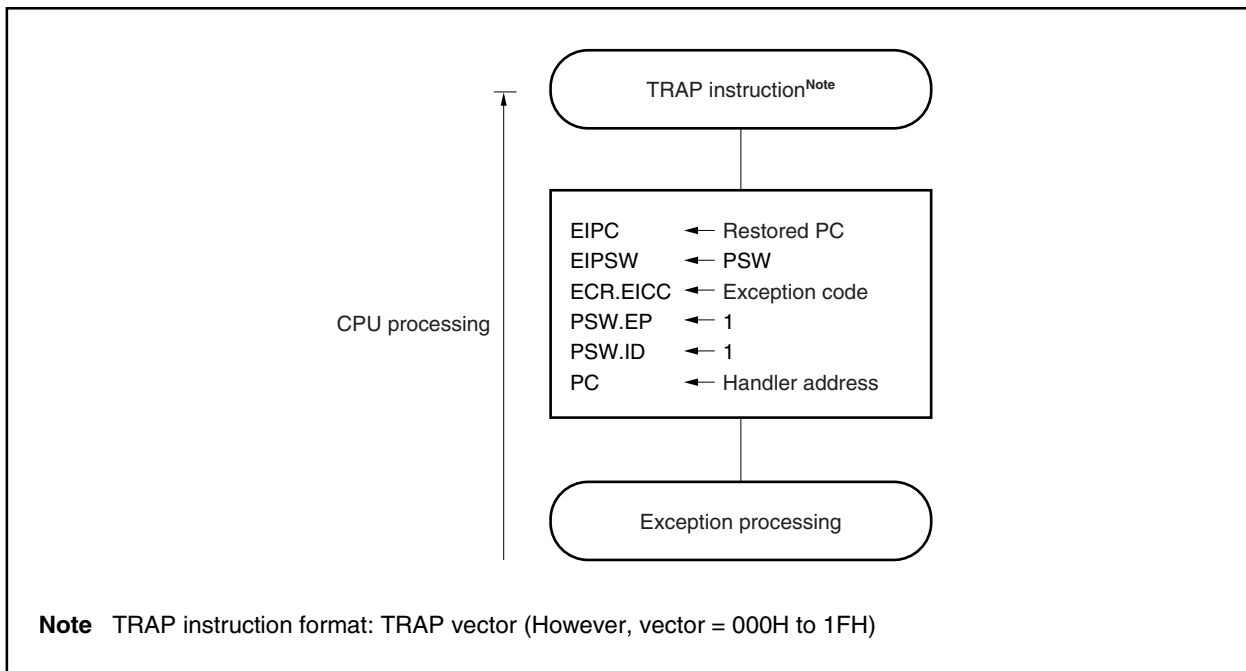 TRAP instructionNote
EIPC ← Restored PC
EIPSW ← PSW
ECR.EICC ← Exception code
PSW.EP ← 1
PSW.ID ← 1
PC ← Handler address
CPU processing
Exception processing
Note TRAP instruction format: TRAP vector (However, vector = 000H to 1FH)